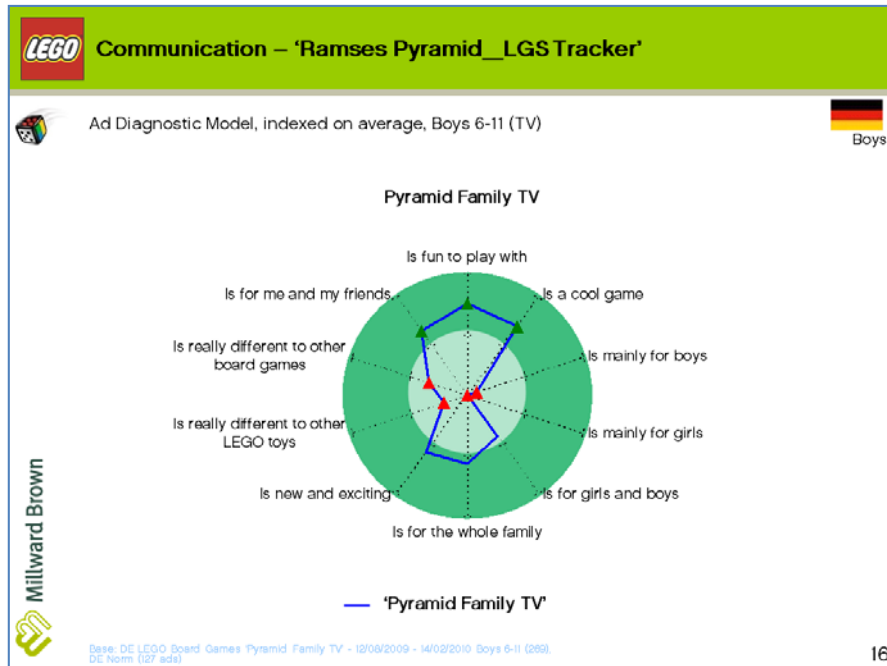 LEGO
Communication – 'Ramses Pyramid__LGS Tracker'
Ad Diagnostic Model, indexed on average, Boys 6-11 (TV)
Boys
Pyramid Family TV
Is fun to play with
Is for me and my friends
Is a cool game
Is really different to other
board games
Is mainly for boys
Is really different to other
LEGO toys
Is mainly for girls
Is new and exciting
Is for girls and boys
Is for the whole family
'Pyramid Family TV'
Millward Brown
Base: DE LEGO Board Games 'Pyramid Family TV' - 12/08/2009 - 14/02/2010 Boys 6-11 (269),
DE Norm (127 ads)
16